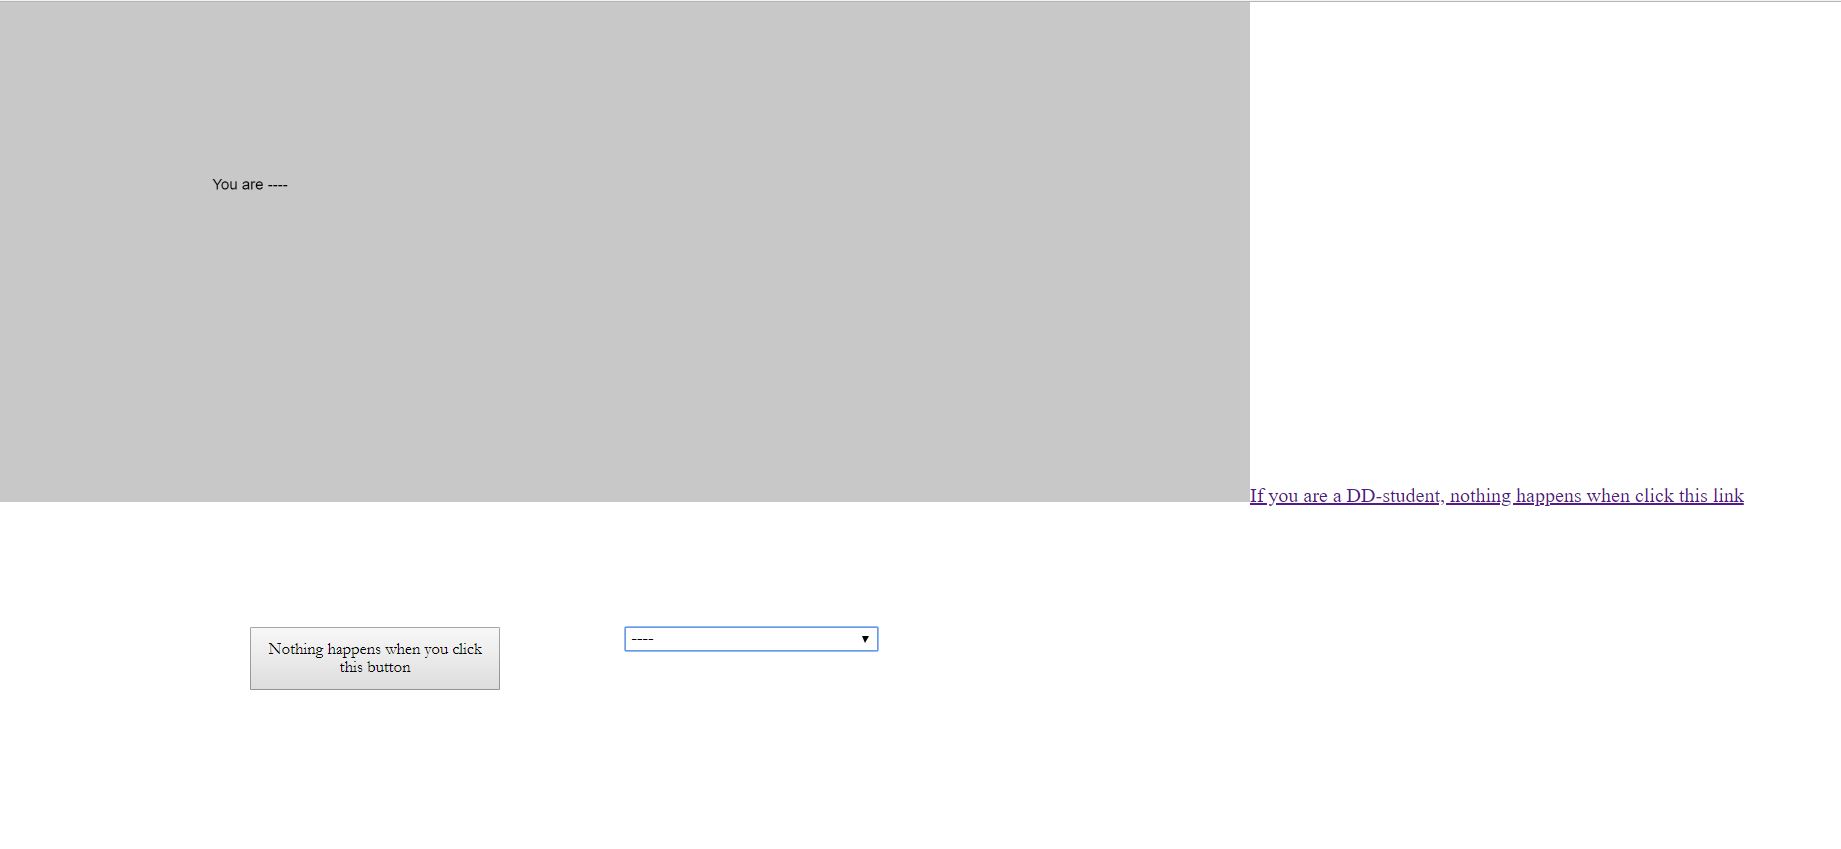 You are ----
If you are a DD-student, nothing happens when click this link
Nothing happens when you click
this button
----